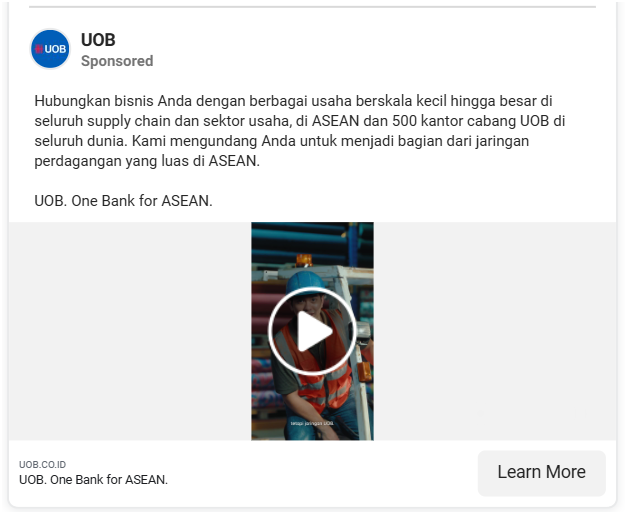 UOB
UOB
Sponsored
Hubungkan bisnis Anda dengan berbagai usaha berskala kecil hingga besar di
seluruh supply chain dan sektor usaha, di ASEAN dan 500 kantor cabang UOB di
seluruh dunia. Kami mengundang Anda untuk menjadi bagian dari jaringan
perdagangan yang luas di ASEAN.
UOB. One Bank for ASEAN.
tetapi jaringan UOB.
UOB.CO.ID
UOB. One Bank for ASEAN.
Learn More